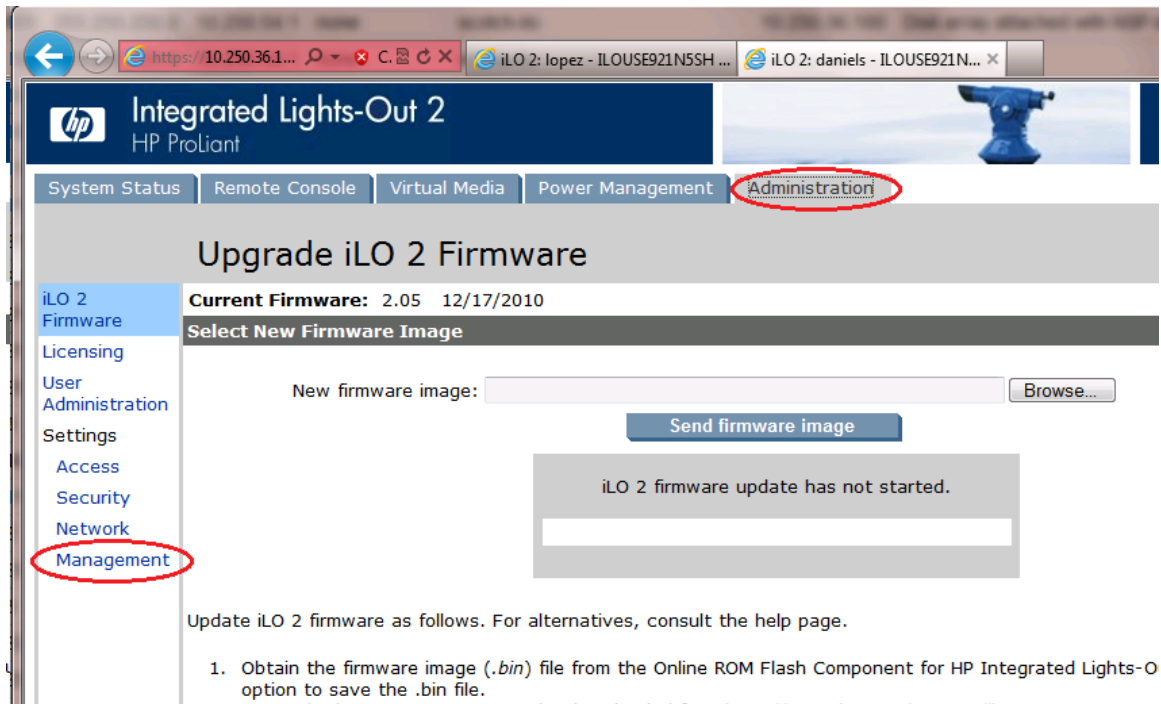 https://10.250.36.1...
C.
iLO 2: lopez - ILOUSE921N5SH ...
iLO 2: daniels - ILOUSE921N...
hp
Integrated Lights-Out 2
HP ProLiant
System Status
Remote Console
Virtual Media
Power Management
Administration
Upgrade iLO 2 Firmware
iLO 2
Firmware
Licensing
User
Administration
Settings
Access
Security
Network
Management
Current Firmware: 2.05 12/17/2010
Select New Firmware Image
New firmware image:
Browse...
Send firmware image
iLO 2 firmware update has not started.
Update iLO 2 firmware as follows. For alternatives, consult the help page.
1. Obtain the firmware image (.bin) file from the Online ROM Flash Component for HP Integrated Lights-O
option to save the .bin file.